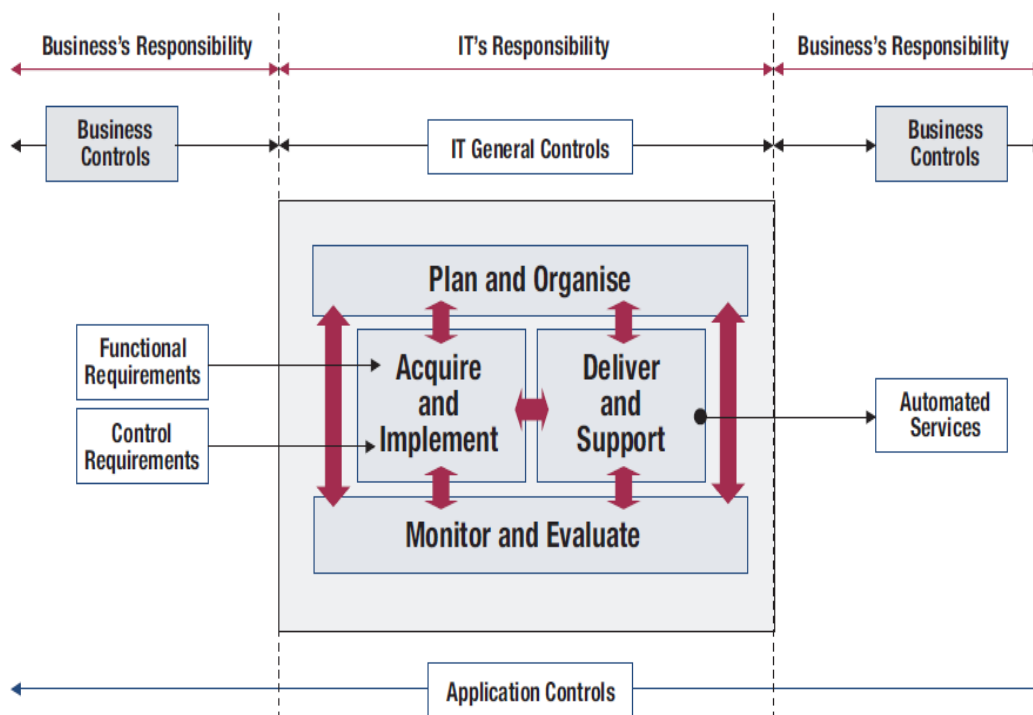 Business's Responsibility
IT's Responsibility
Business's Responsibility
Business
Controls
IT General Controls
Business
Controls
Plan and Organise
Functional
Requirements
Control
Requirements
Acquire
and
Implement
Deliver
and
Support
Automated
Services
Monitor and Evaluate
Application Controls